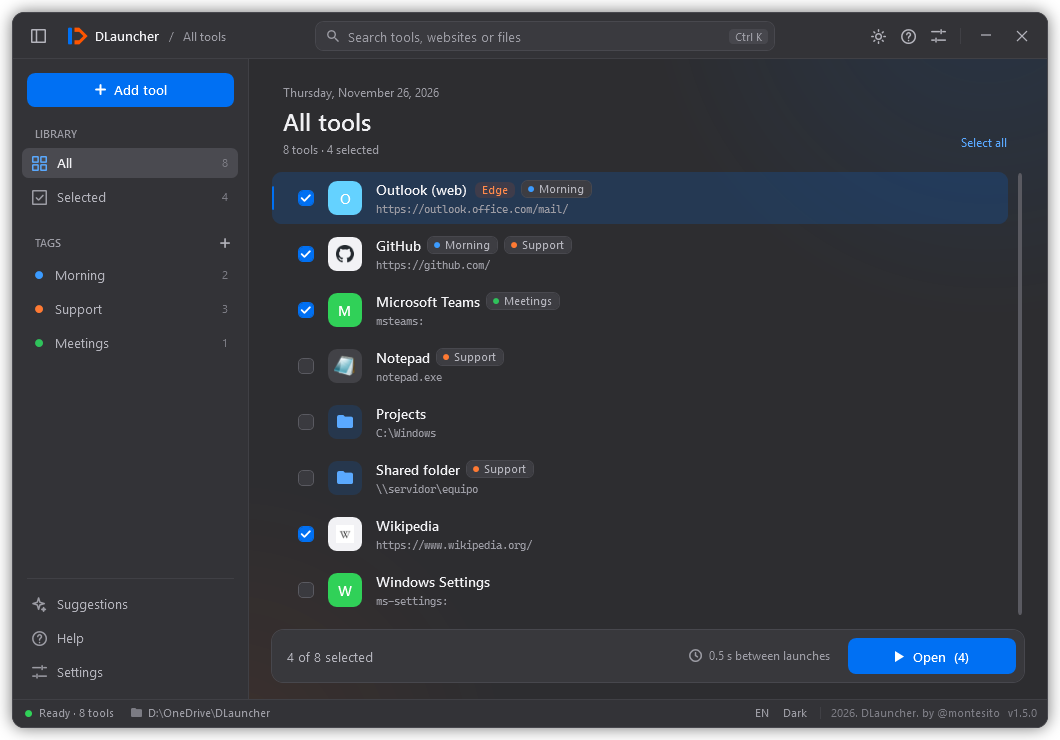 DLauncher / All tools
Search tools, websites or files
Ctrl K
Add tool
LIBRARY
All 8
Selected 4
TAGS
Morning 2
Support 3
Meetings 1
Suggestions
Help
Settings
Thursday, November 26, 2026
All tools
8 tools · 4 selected
Select all
O
Outlook (web) Edge Morning
https://outlook.office.com/mail/
GitHub Morning Support
https://github.com/
M
Microsoft Teams Meetings
msteams:
Notepad Support
notepad.exe
Projects
C:\Windows
Shared folder Support
\\servidor\equipo
W
Wikipedia
https://www.wikipedia.org/
W
Windows Settings
ms-settings:
4 of 8 selected
0.5 s between launches
Open (4)
Ready · 8 tools
D:\OneDrive\DLauncher
EN
Dark
2026. DLauncher. by @montesito v1.5.0